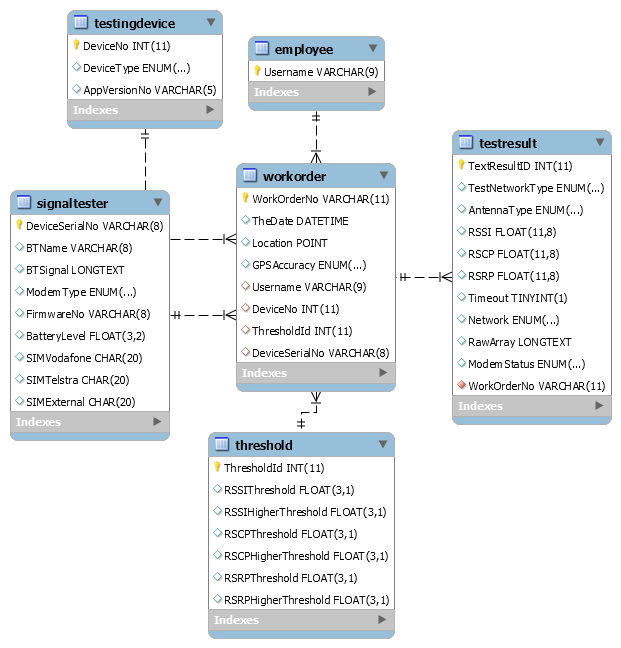 testingdevice
DeviceNo INT(11)
DeviceType ENUM(...)
AppVersionNo VARCHAR(5)
Indexes
employee
Username VARCHAR(9)
Indexes
testresult
TextResultID INT(11)
TestNetworkType ENUM(...)
AntennaType ENUM(...)
RSSI FLOAT(11,8)
RSCP FLOAT(11,8)
RSRP FLOAT(11,8)
Timeout TINYINT(1)
Network ENUM(...)
RawArray LONGTEXT
ModemStatus ENUM(...)
WorkOrderNo VARCHAR(11)
Indexes
workorder
WorkOrderNo VARCHAR(11)
TheDate DATETIME
Location POINT
GPSAccuracy ENUM(...)
Username VARCHAR(9)
DeviceNo INT(11)
ThresholdId INT(11)
DeviceSerialNo VARCHAR(8)
Indexes
signaltester
DeviceSerialNo VARCHAR(8)
BTName VARCHAR(8)
BTSignal LONGTEXT
ModemType ENUM(...)
FirmwareNo VARCHAR(8)
BatteryLevel FLOAT(3,2)
SIMVodafone CHAR(20)
SIMTelstra CHAR(20)
SIMExternal CHAR(20)
Indexes
threshold
ThresholdId INT(11)
RSSIThreshold FLOAT(3,1)
RSSIHigherThreshold FLOAT(3,1)
RSCPThreshold FLOAT(3,1)
RSCPHigherThreshold FLOAT(3,1)
RSRPThreshold FLOAT(3,1)
RSRPHigherThreshold FLOAT(3,1)
Indexes